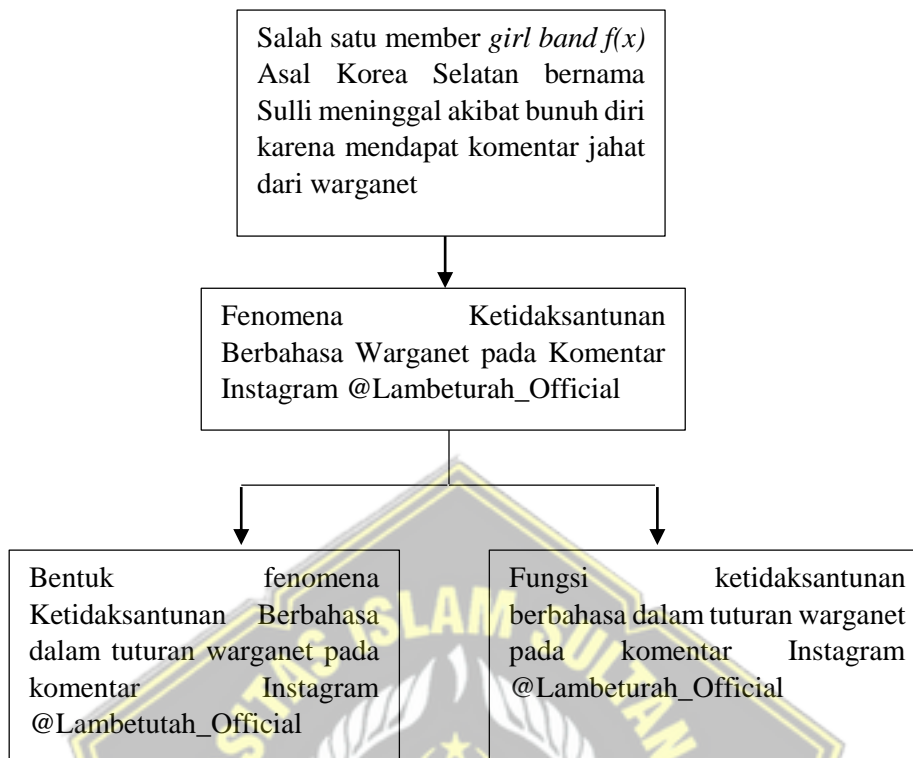 Salah satu member girl band f(x)
Asal Korea Selatan bernama
Sulli meninggal akibat bunuh diri
karena mendapat komentar jahat
dari warganet
Fenomena Ketidaksantunan
Berbahasa Warganet pada Komentar
Instagram @Lambeturah_Official
Bentuk fenomena
Ketidaksantunan Berbahasa
dalam tuturan warganet pada
komentar Instagram
@Lambetutah_Official
Fungsi ketidaksantunan
berbahasa dalam tuturan warganet
pada komentar Instagram
@Lambeturah_Official
ISLAM SULTAN